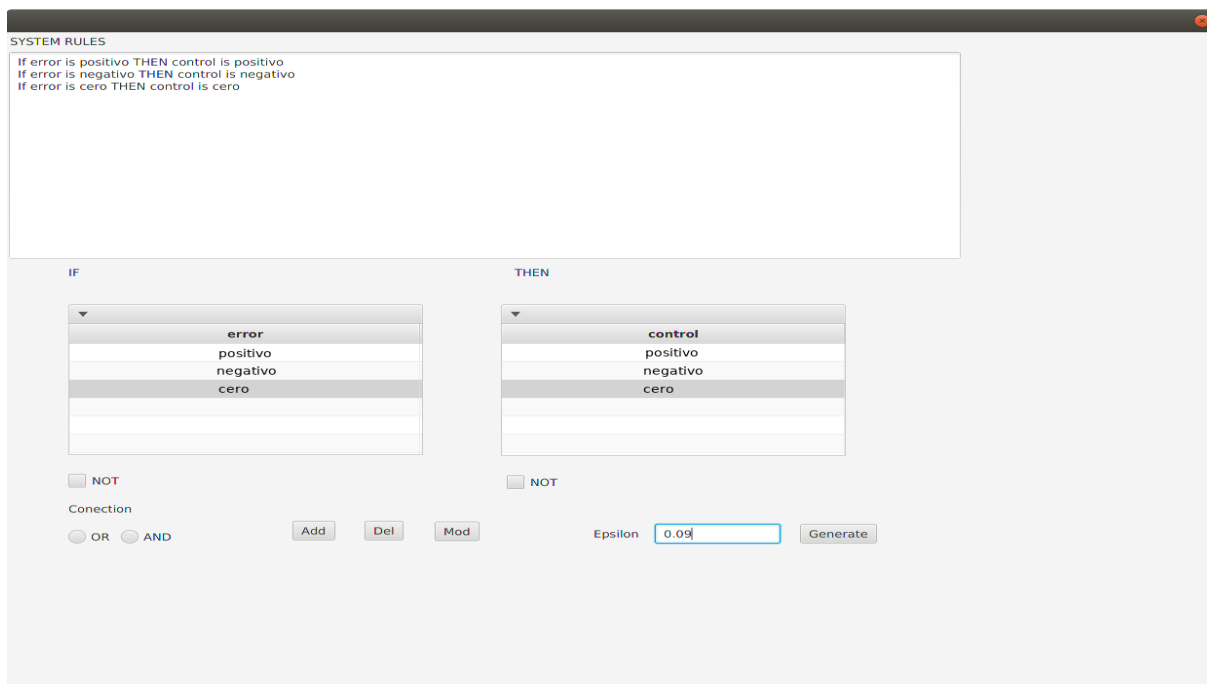 SYSTEM RULES
If error is positivo THEN control is positivo
If error is negativo THEN control is negativo
If error is cero THEN control is cero
IF
THEN
error
positivo
negativo
cero
control
positivo
negativo
cero
NOT
NOT
Conection
OR AND
Add Del Mod
Epsilon 0.09 Generate